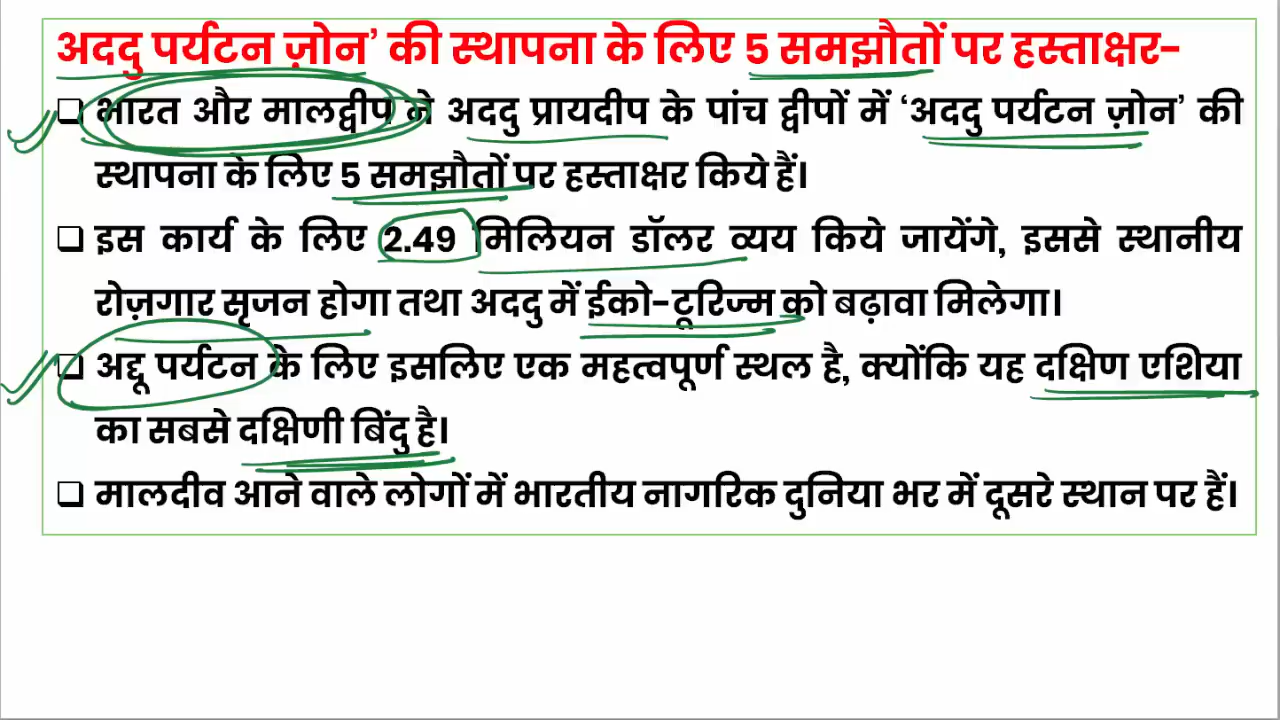 अददु पर्यटन ज़ोन’ की स्थापना के लिए 5 समझौतों पर हस्ताक्षर-
❑ भारत और मालद्वीप ने अददु प्रायदीप के पांच द्वीपों में ‘अददु पर्यटन ज़ोन’ की
स्थापना के लिए 5 समझौतों पर हस्ताक्षर किये हैं।
❑ इस कार्य के लिए 2.49 मिलियन डॉलर व्यय किये जायेंगे, इससे स्थानीय
रोज़गार सृजन होगा तथा अददु में ईको-टूरिज्म को बढ़ावा मिलेगा।
❑ अद्दू पर्यटन के लिए इसलिए एक महत्वपूर्ण स्थल है, क्योंकि यह दक्षिण एशिया
का सबसे दक्षिणी बिंदु है।
❑ मालदीव आने वाले लोगों में भारतीय नागरिक दुनिया भर में दूसरे स्थान पर हैं।